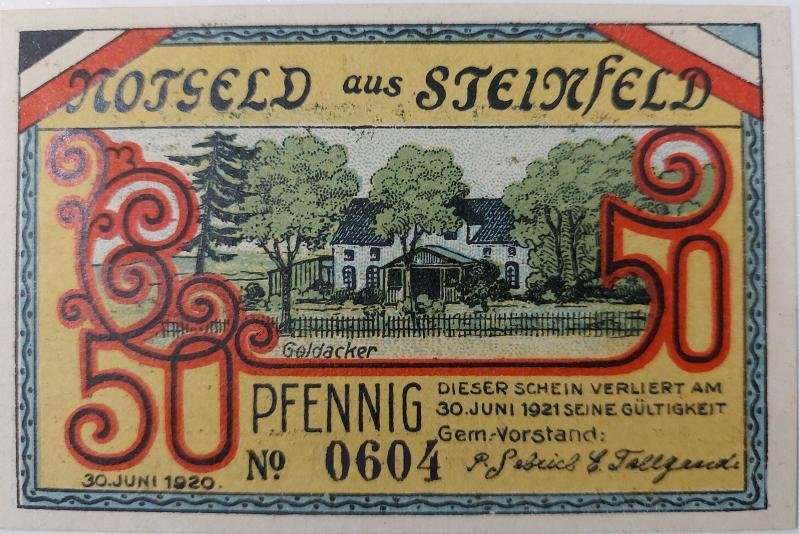 NOTGELD aus STEINFELD
50
Goldacker
50 PFENNIG
DIESER SCHEIN VERLIERT AM
30.JUNI 1921 SEINE GÜLTIGKEIT
Gem-Vorstand:
No 0604
30.JUNI 1920.